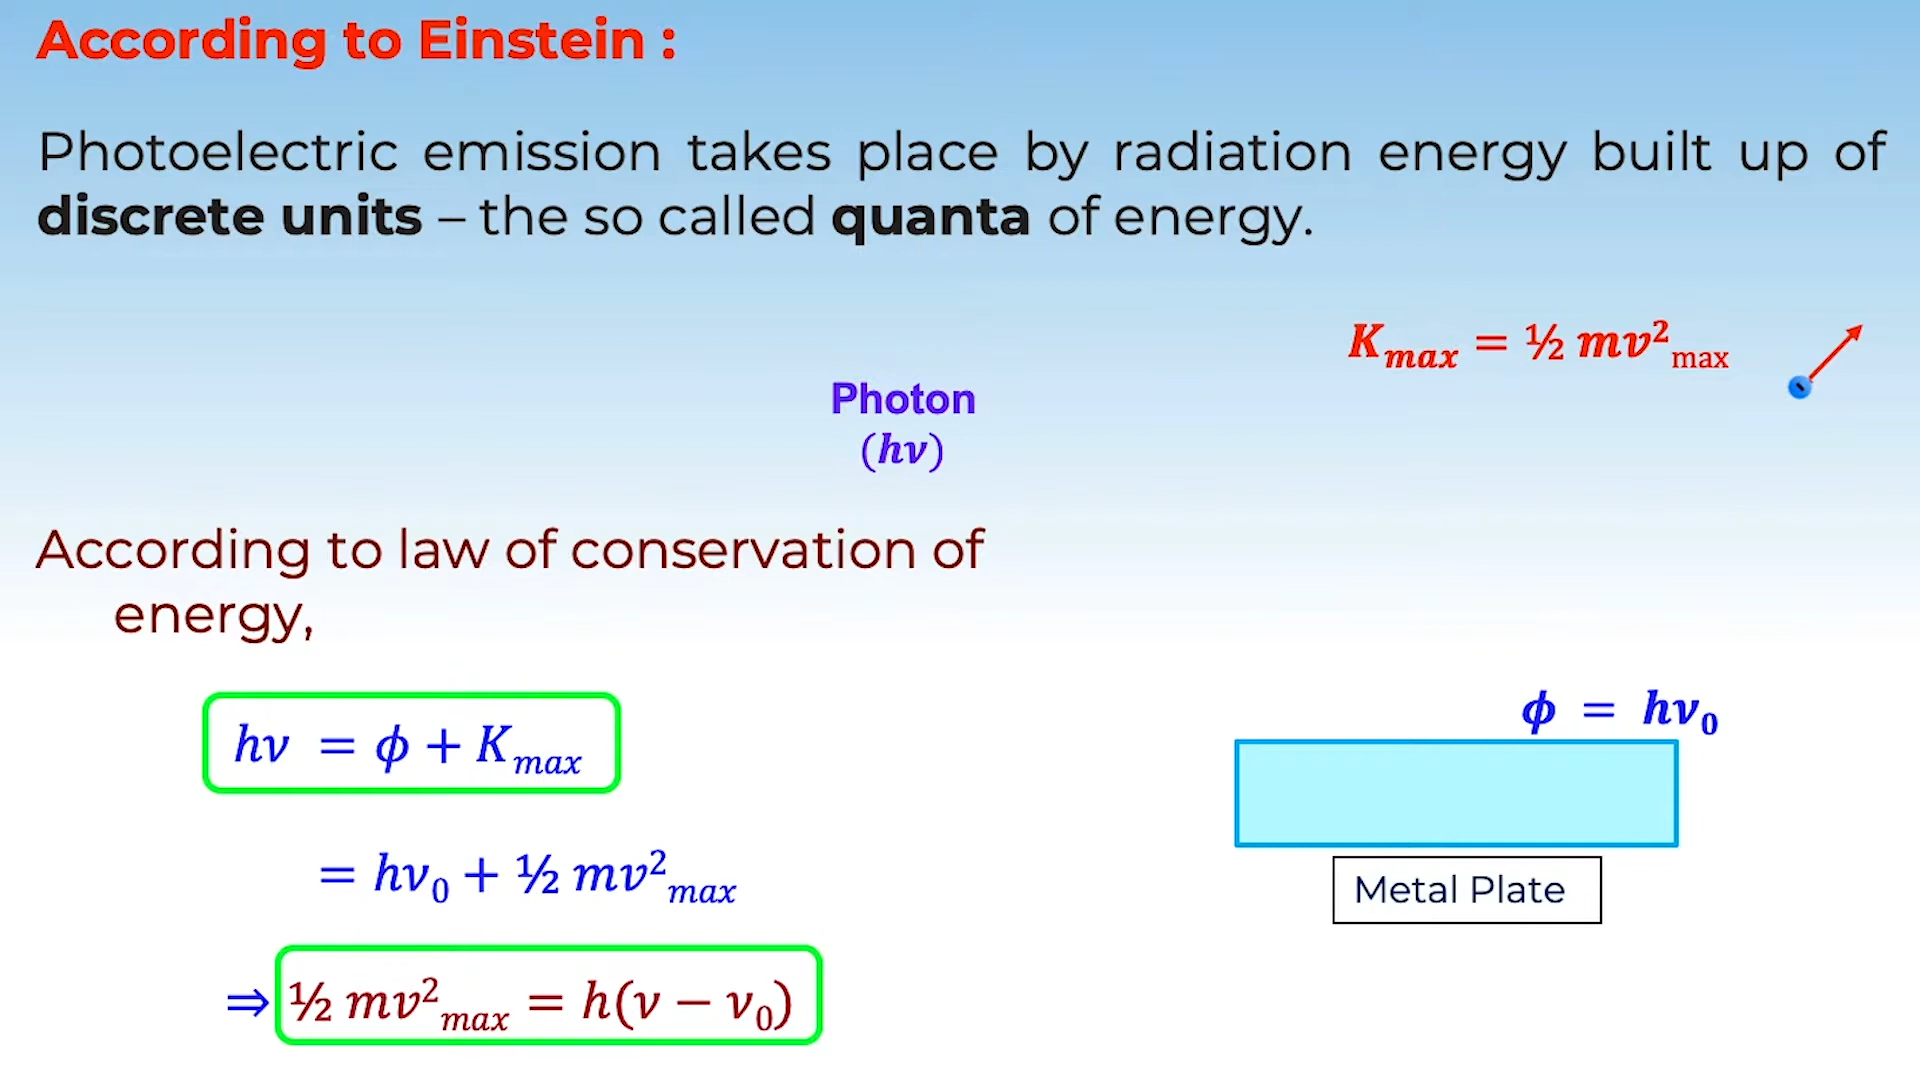 According to Einstein :
Photoelectric emission takes place by radiation energy built up of
discrete units – the so called quanta of energy.
K_max = ½ mv²_max
Photon
(hν)
According to law of conservation of
energy,
ϕ = hν₀
hν = ϕ + K_max
= hν₀ + ½ mv²_max
Metal Plate
⇒ ½ mv²_max = h(ν − ν₀)